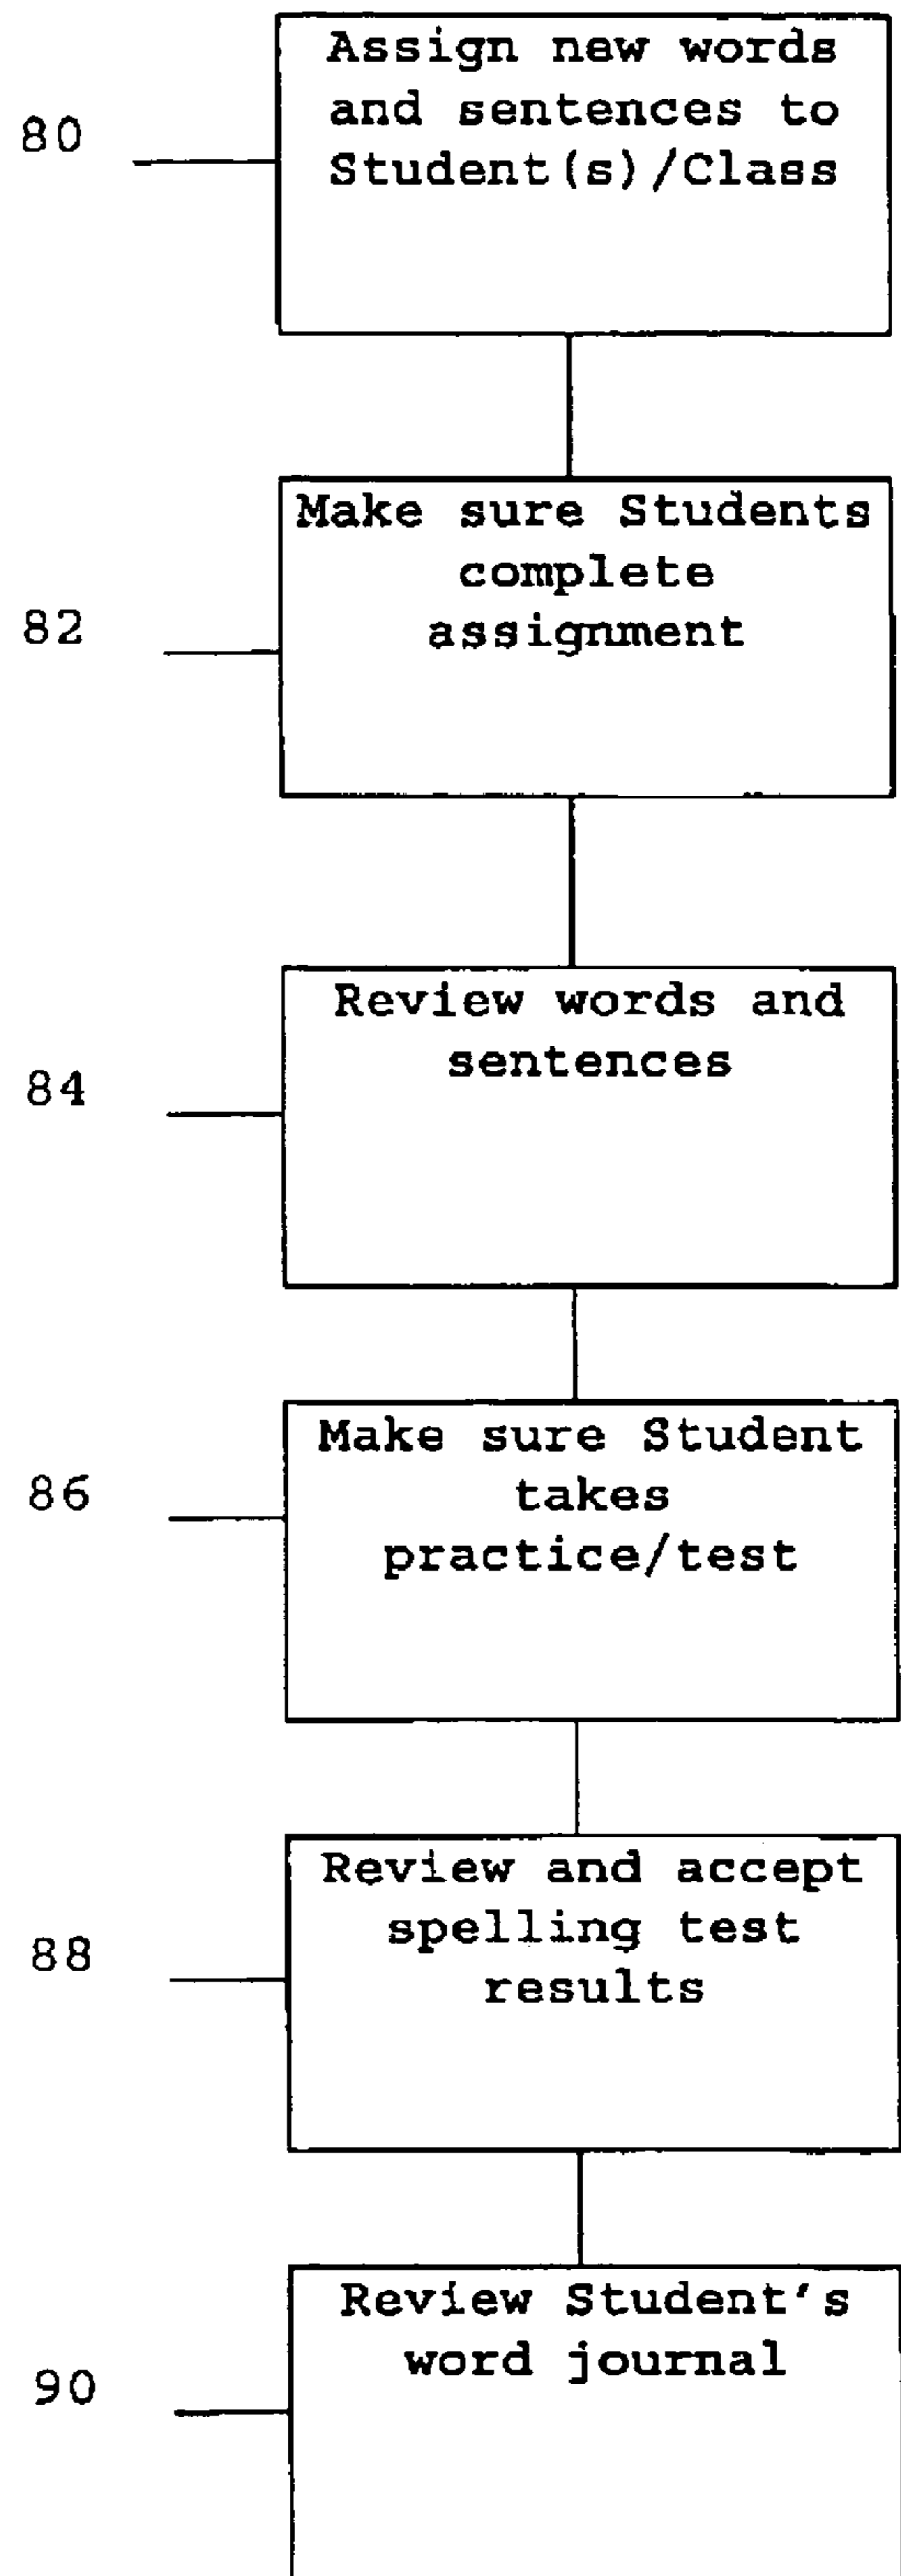 Assign new words
and sentences to
80
Student(s)/Class
Make sure Students
complete
82
assignment
Review words and
sentences
84
Make sure Student
86
takes
practice/test
Review and accept
spelling test
88
results
Review Student's
word journal
90